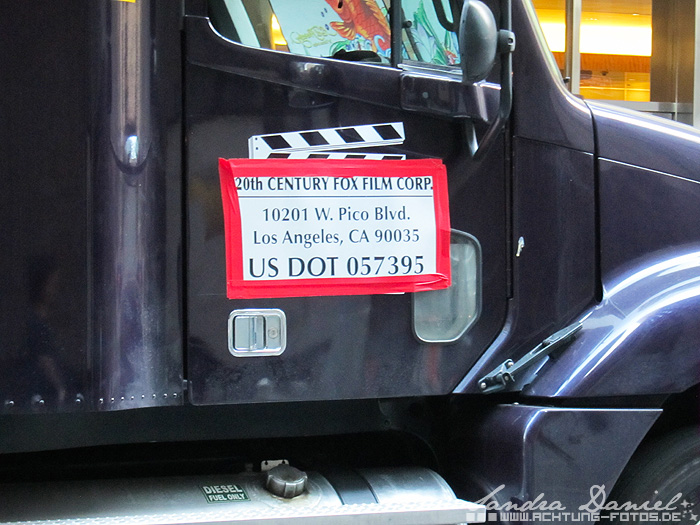 20th CENTURY FOX FILM CORP.
10201 W. Pico Blvd.
Los Angeles, CA 90035
US DOT 057395
DIESEL
FUEL ONLY
Sandra Daniel
WWW.ACHTUNG-FOTOS.DE